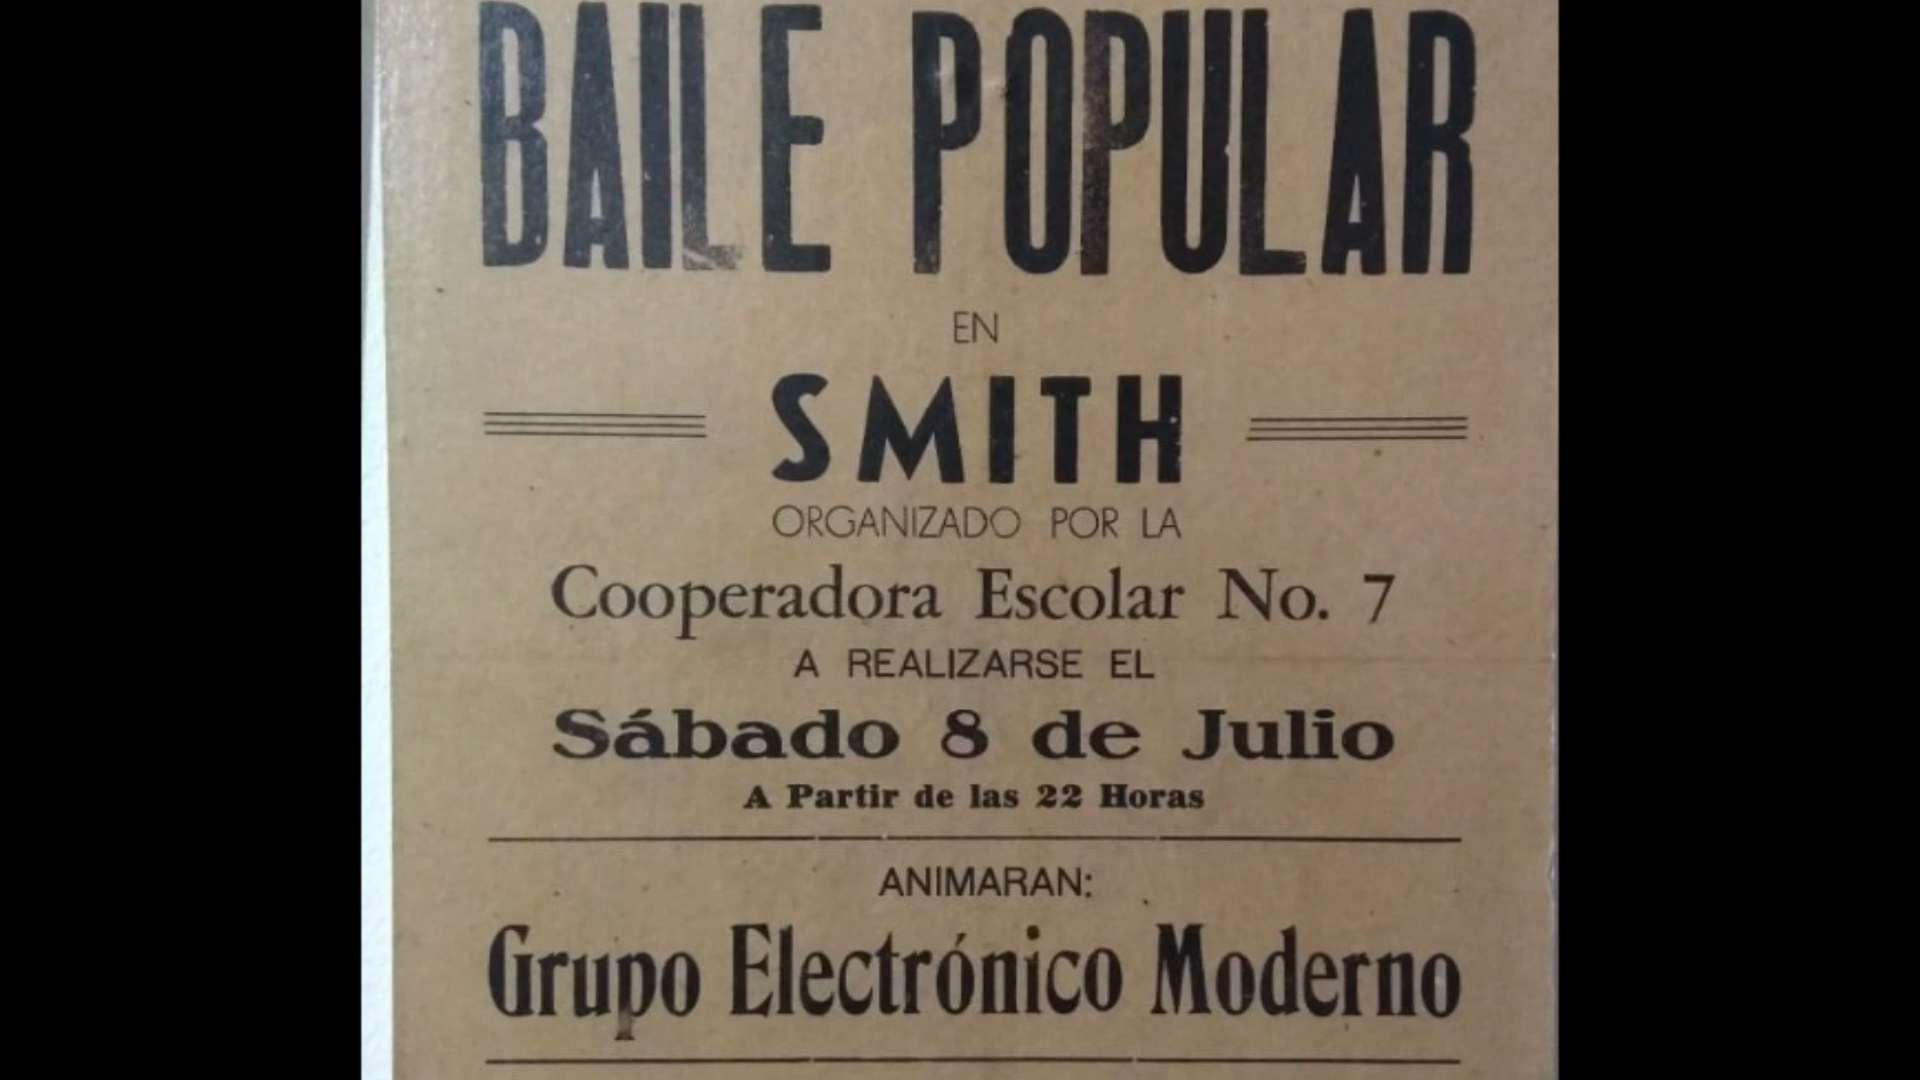 BAILE POPULAR
EN
SMITH
ORGANIZADO POR LA
Cooperadora Escolar No. 7
A REALIZARSE EL
Sábado 8 de Julio
A Partir de las 22 Horas
ANIMARAN:
Grupo Electrónico Moderno